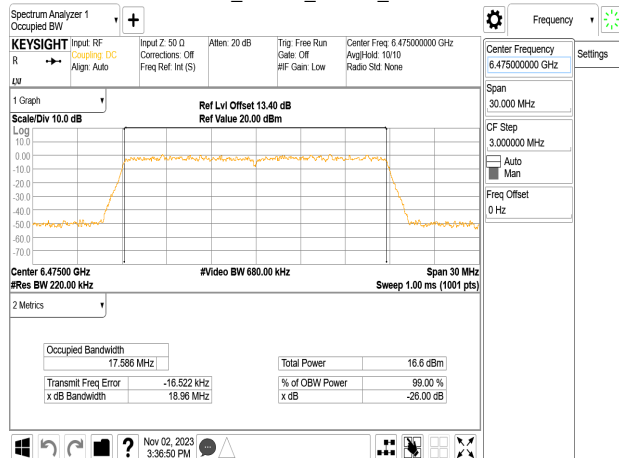 Spectrum Analyzer 1
Occupied BW
Frequency
KEYSIGHT
R
LXI
Input: RF
Coupling: DC
Align: Auto
Input Z: 50 Ω
Corrections: Off
Freq Ref: Int (S)
Atten: 20 dB
Trig: Free Run
Gate: Off
#IF Gain: Low
Center Freq: 6.475000000 GHz
Avg|Hold: 10/10
Radio Std: None
Center Frequency
6.475000000 GHz
Settings
Span
30.000 MHz
CF Step
3.000000 MHz
Auto
Man
Freq Offset
0 Hz
1 Graph
Scale/Div 10.0 dB
Ref Lvl Offset 13.40 dB
Ref Value 20.00 dBm
Log
10.0
0.00
-10.0
-20.0
-30.0
-40.0
-50.0
-60.0
-70.0
Center 6.47500 GHz
#Video BW 680.00 kHz
Span 30 MHz
#Res BW 220.00 kHz
Sweep 1.00 ms (1001 pts)
2 Metrics
Occupied Bandwidth
17.586 MHz
Total Power 16.6 dBm
Transmit Freq Error -16.522 kHz
% of OBW Power 99.00 %
x dB Bandwidth 18.96 MHz
x dB -26.00 dB
?
Nov 02, 2023
3:36:50 PM